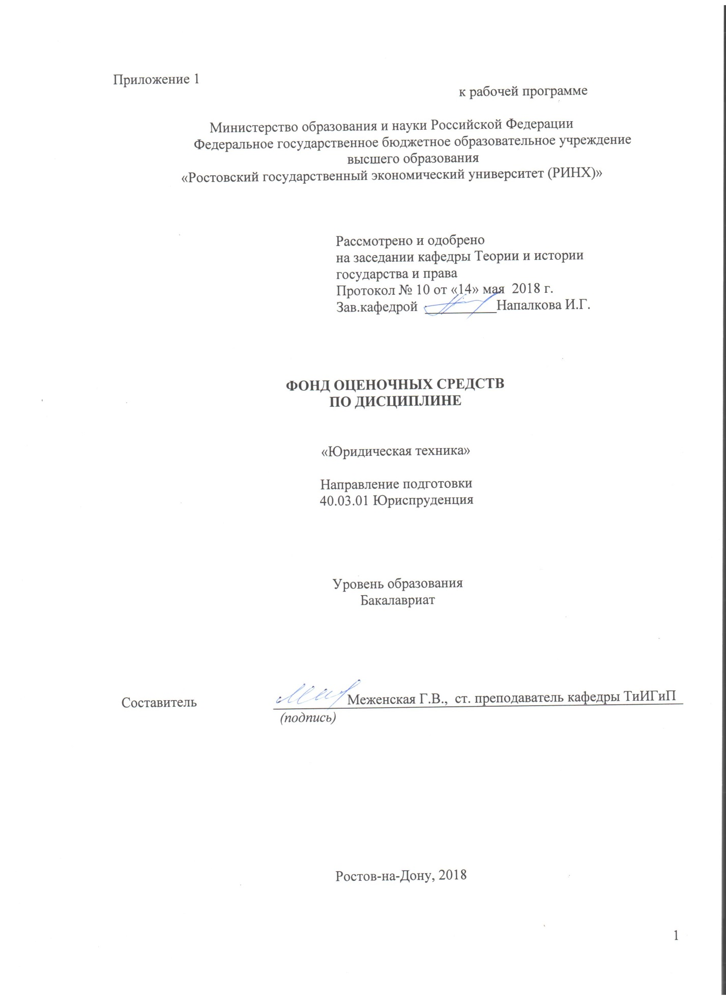 Приложение 1
к рабочей программе
Министерство образования и науки Российской Федерации
Федеральное государственное бюджетное образовательное учреждение
высшего образования
«Ростовский государственный экономический университет (РИНХ)»
Рассмотрено и одобрено
на заседании кафедры Теории и истории
государства и права
Протокол № 10 от «14» мая 2018 г.
Зав.кафедрой __________Напалкова И.Г.
ФОНД ОЦЕНОЧНЫХ СРЕДСТВ
ПО ДИСЦИПЛИНЕ
«Юридическая техника»
Направление подготовки
40.03.01 Юриспруденция
Уровень образования
Бакалавриат
Составитель Меженская Г.В., ст. преподаватель кафедры ТиИГиП
(подпись)
Ростов-на-Дону, 2018
1